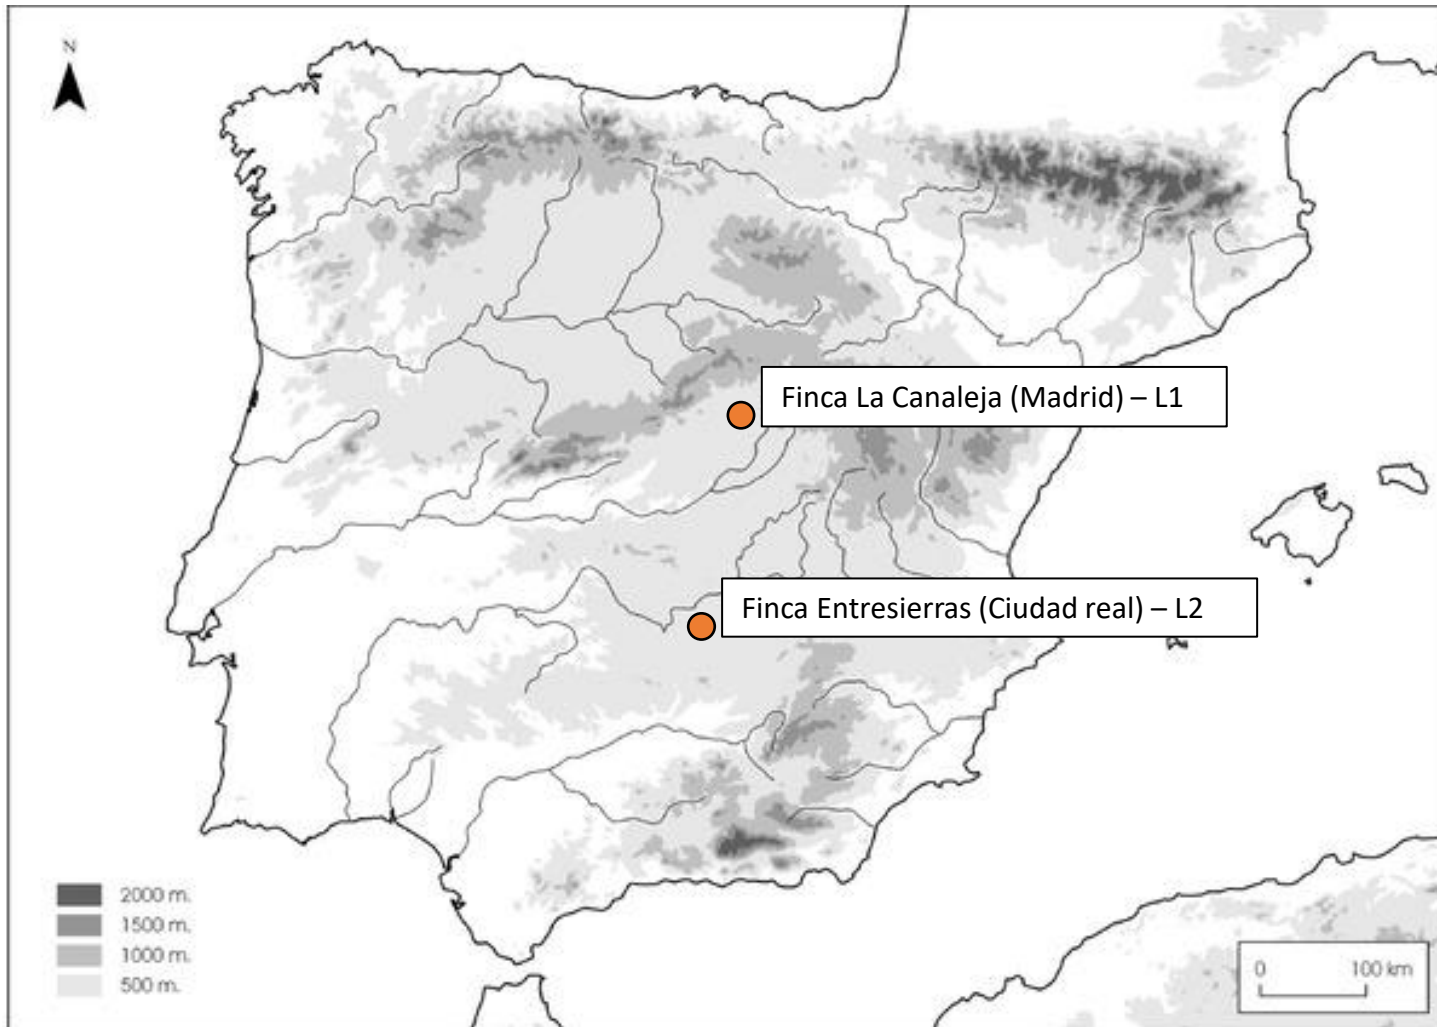 N
Finca La Canaleja (Madrid) – L1
Finca Entresierras (Ciudad real) – L2
2000 m.
1500 m.
1000 m.
500 m.
0 100 km